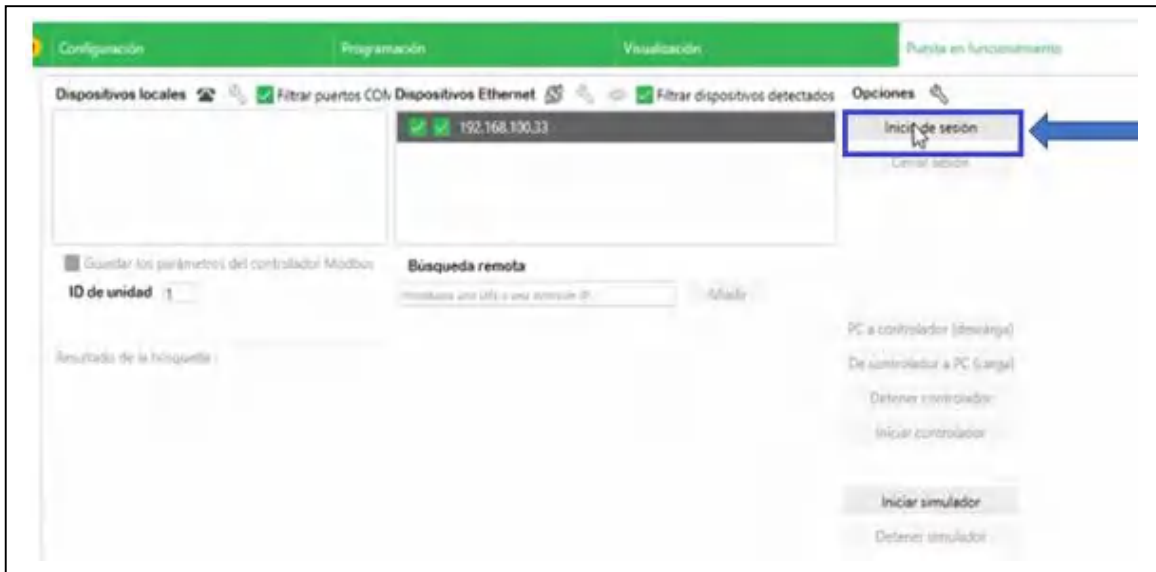 Configuración
Programación
Visualización
Puesta en funcionamiento
Dispositivos locales
Filtrar puertos COM
Dispositivos Ethernet
Filtrar dispositivos detectados
Opciones
192.168.100.33
Inicio de sesión
Cerrar sesión
Guardar los parámetros del controlador Modbus
Búsqueda remota
ID de unidad 1
Añadir
PC a controlador (descarga)
Resultado de la búsqueda
De controlador a PC (carga)
Detener controlador
Iniciar controlador
Iniciar simulador
Detener simulador